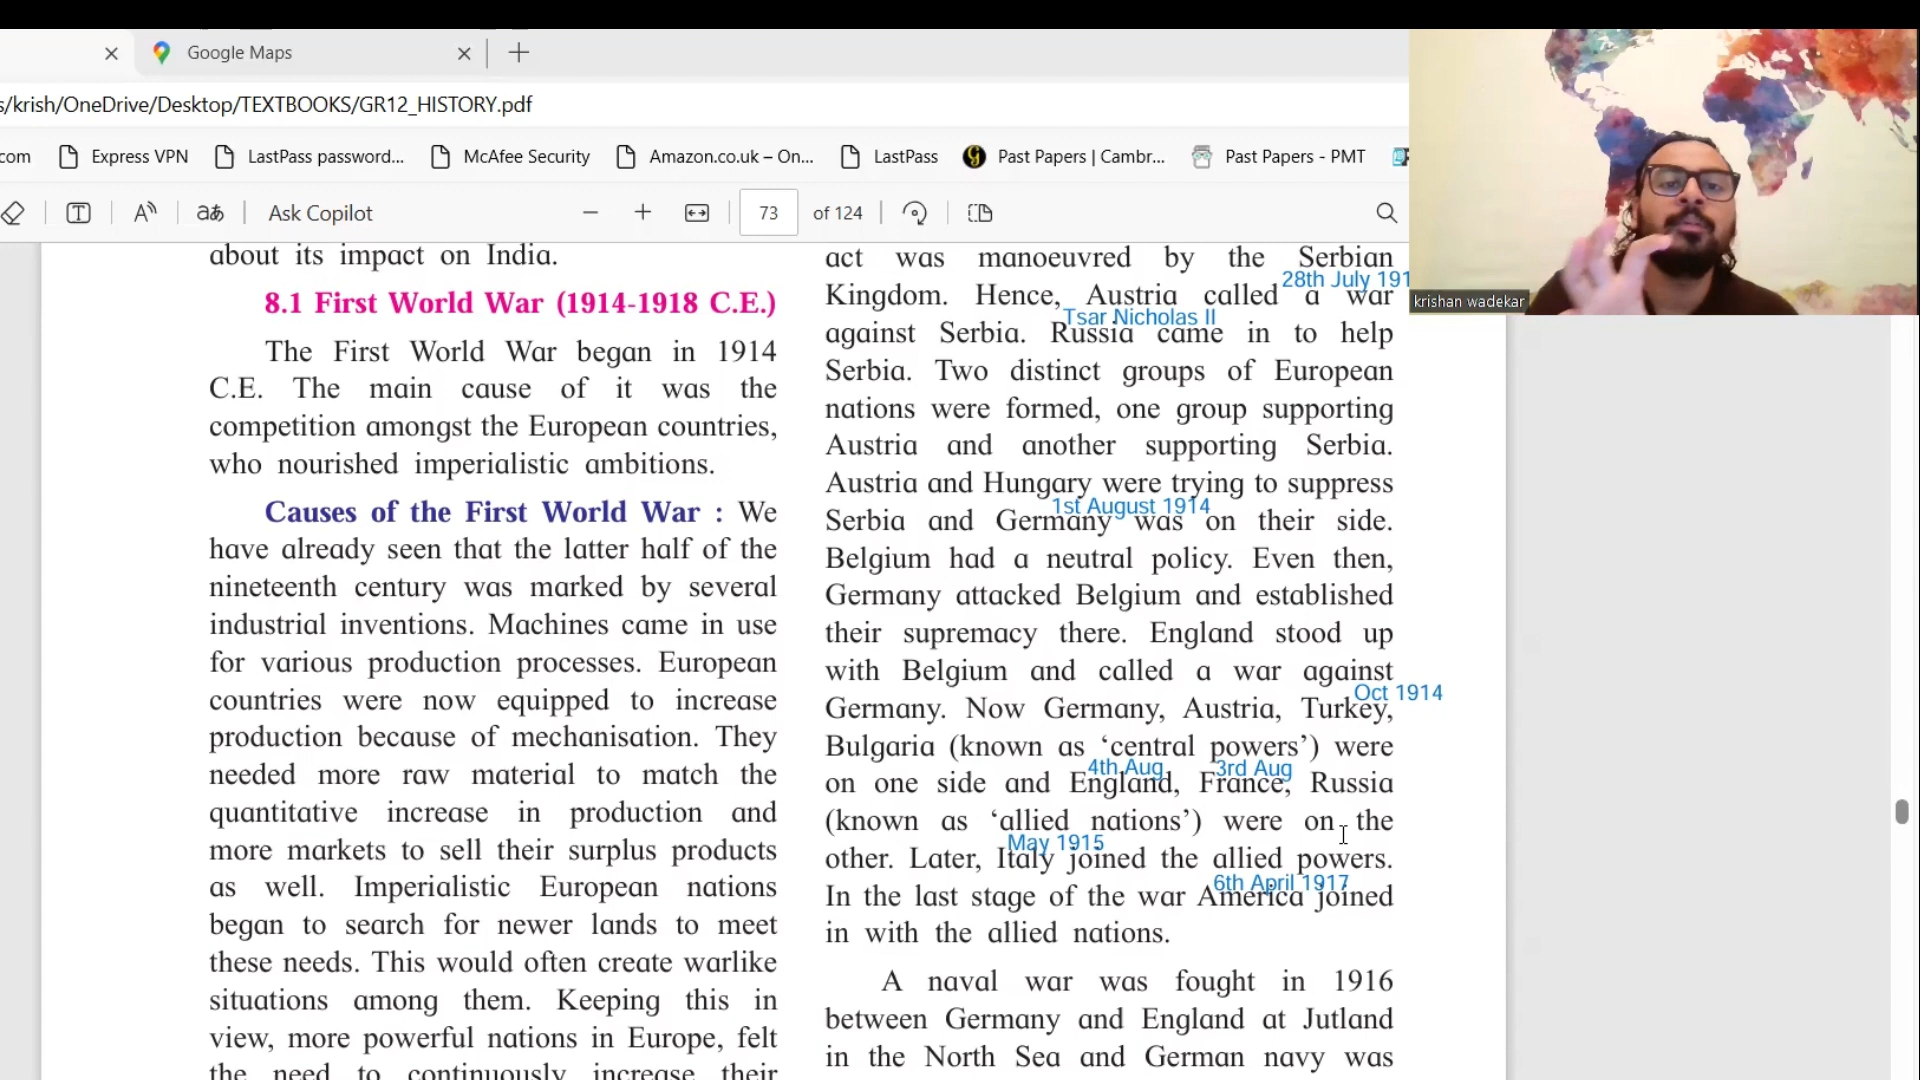 Google Maps
s/krish/OneDrive/Desktop/TEXTBOOKS/GR12_HISTORY.pdf
com
Express VPN
LastPass password...
McAfee Security
Amazon.co.uk – On...
LastPass
Past Papers | Cambr...
Past Papers - PMT
Ask Copilot
73
of 124
krishan wadekar
about its impact on India.
8.1 First World War (1914-1918 C.E.)
The First World War began in 1914
C.E. The main cause of it was the
competition amongst the European countries,
who nourished imperialistic ambitions.
Causes of the First World War : We
have already seen that the latter half of the
nineteenth century was marked by several
industrial inventions. Machines came in use
for various production processes. European
countries were now equipped to increase
production because of mechanisation. They
needed more raw material to match the
quantitative increase in production and
more markets to sell their surplus products
as well. Imperialistic European nations
began to search for newer lands to meet
these needs. This would often create warlike
situations among them. Keeping this in
view, more powerful nations in Europe, felt
the need to continuously increase their
act was manoeuvred by the Serbian
28th July 191
Kingdom. Hence, Austria called a war
Tsar Nicholas II
against Serbia. Russia came in to help
Serbia. Two distinct groups of European
nations were formed, one group supporting
Austria and another supporting Serbia.
Austria and Hungary were trying to suppress
1st August 1914
Serbia and Germany was on their side.
Belgium had a neutral policy. Even then,
Germany attacked Belgium and established
their supremacy there. England stood up
with Belgium and called a war against
Oct 1914
Germany. Now Germany, Austria, Turkey,
Bulgaria (known as ‘central powers’) were
4th Aug 3rd Aug
on one side and England, France, Russia
(known as ‘allied nations’) were on the
May 1915
other. Later, Italy joined the allied powers.
6th April 1917
In the last stage of the war America joined
in with the allied nations.
A naval war was fought in 1916
between Germany and England at Jutland
in the North Sea and German navy was